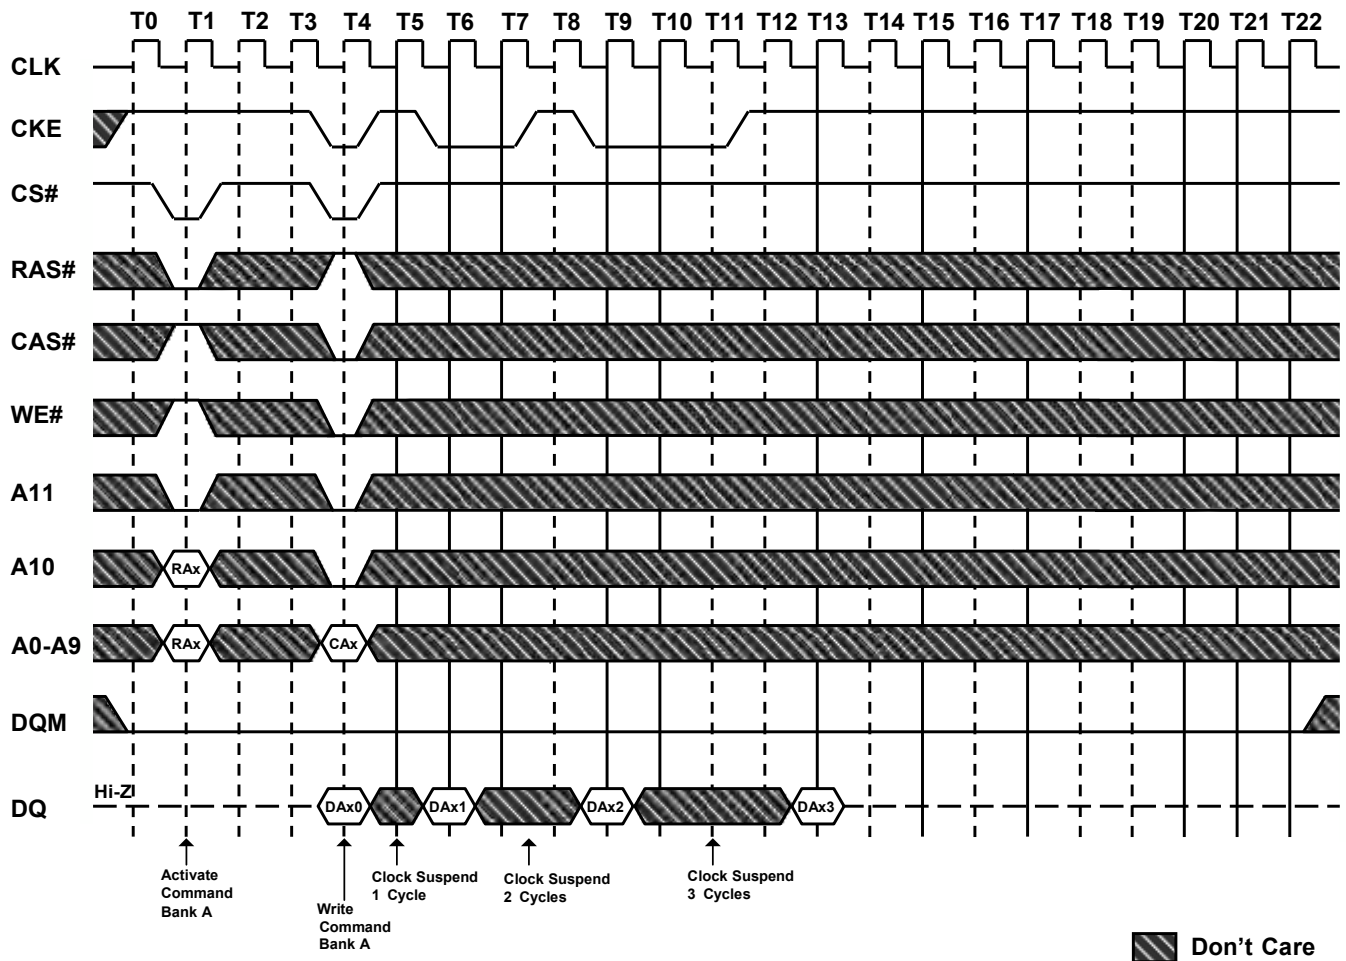 T0 T1 T2 T3 T4 T5 T6 T7 T8 T9 T10 T11 T12 T13 T14 T15 T16 T17 T18 T19 T20 T21 T22
CLK
CKE
CS#
RAS#
CAS#
WE#
A11
A10 RAx
A0-A9 RAx CAx
DQM
Hi-Z
DQ DAx0 DAx1 DAx2 DAx3
Activate
Command
Bank A
Write
Command
Bank A
Clock Suspend
1 Cycle
Clock Suspend
2 Cycles
Clock Suspend
3 Cycles
Don't Care